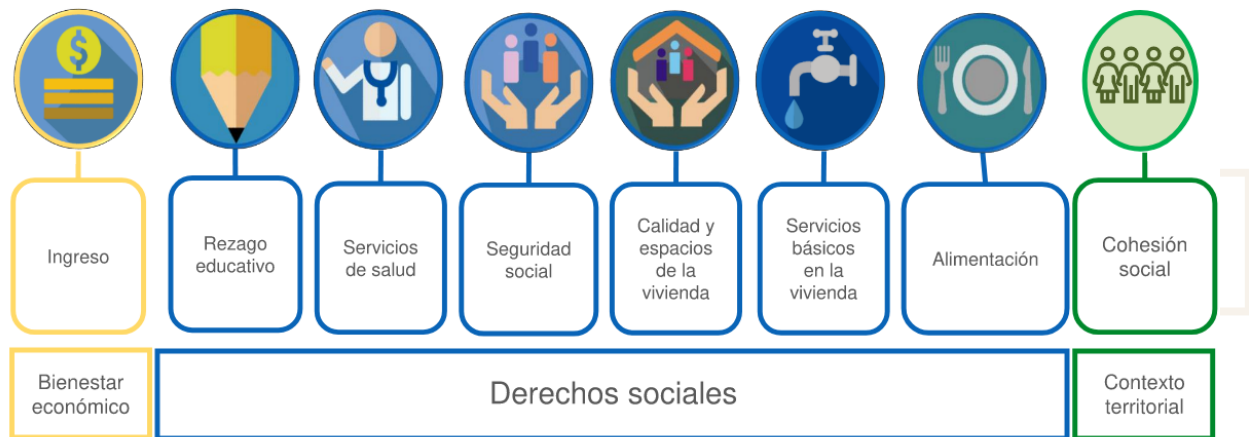 $
Ingreso
Rezago
educativo
Servicios
de salud
Seguridad
social
Calidad y
espacios
de la
vivienda
Servicios
básicos
en la
vivienda
Alimentación
Cohesión
social
Bienestar
económico
Derechos sociales
Contexto
territorial